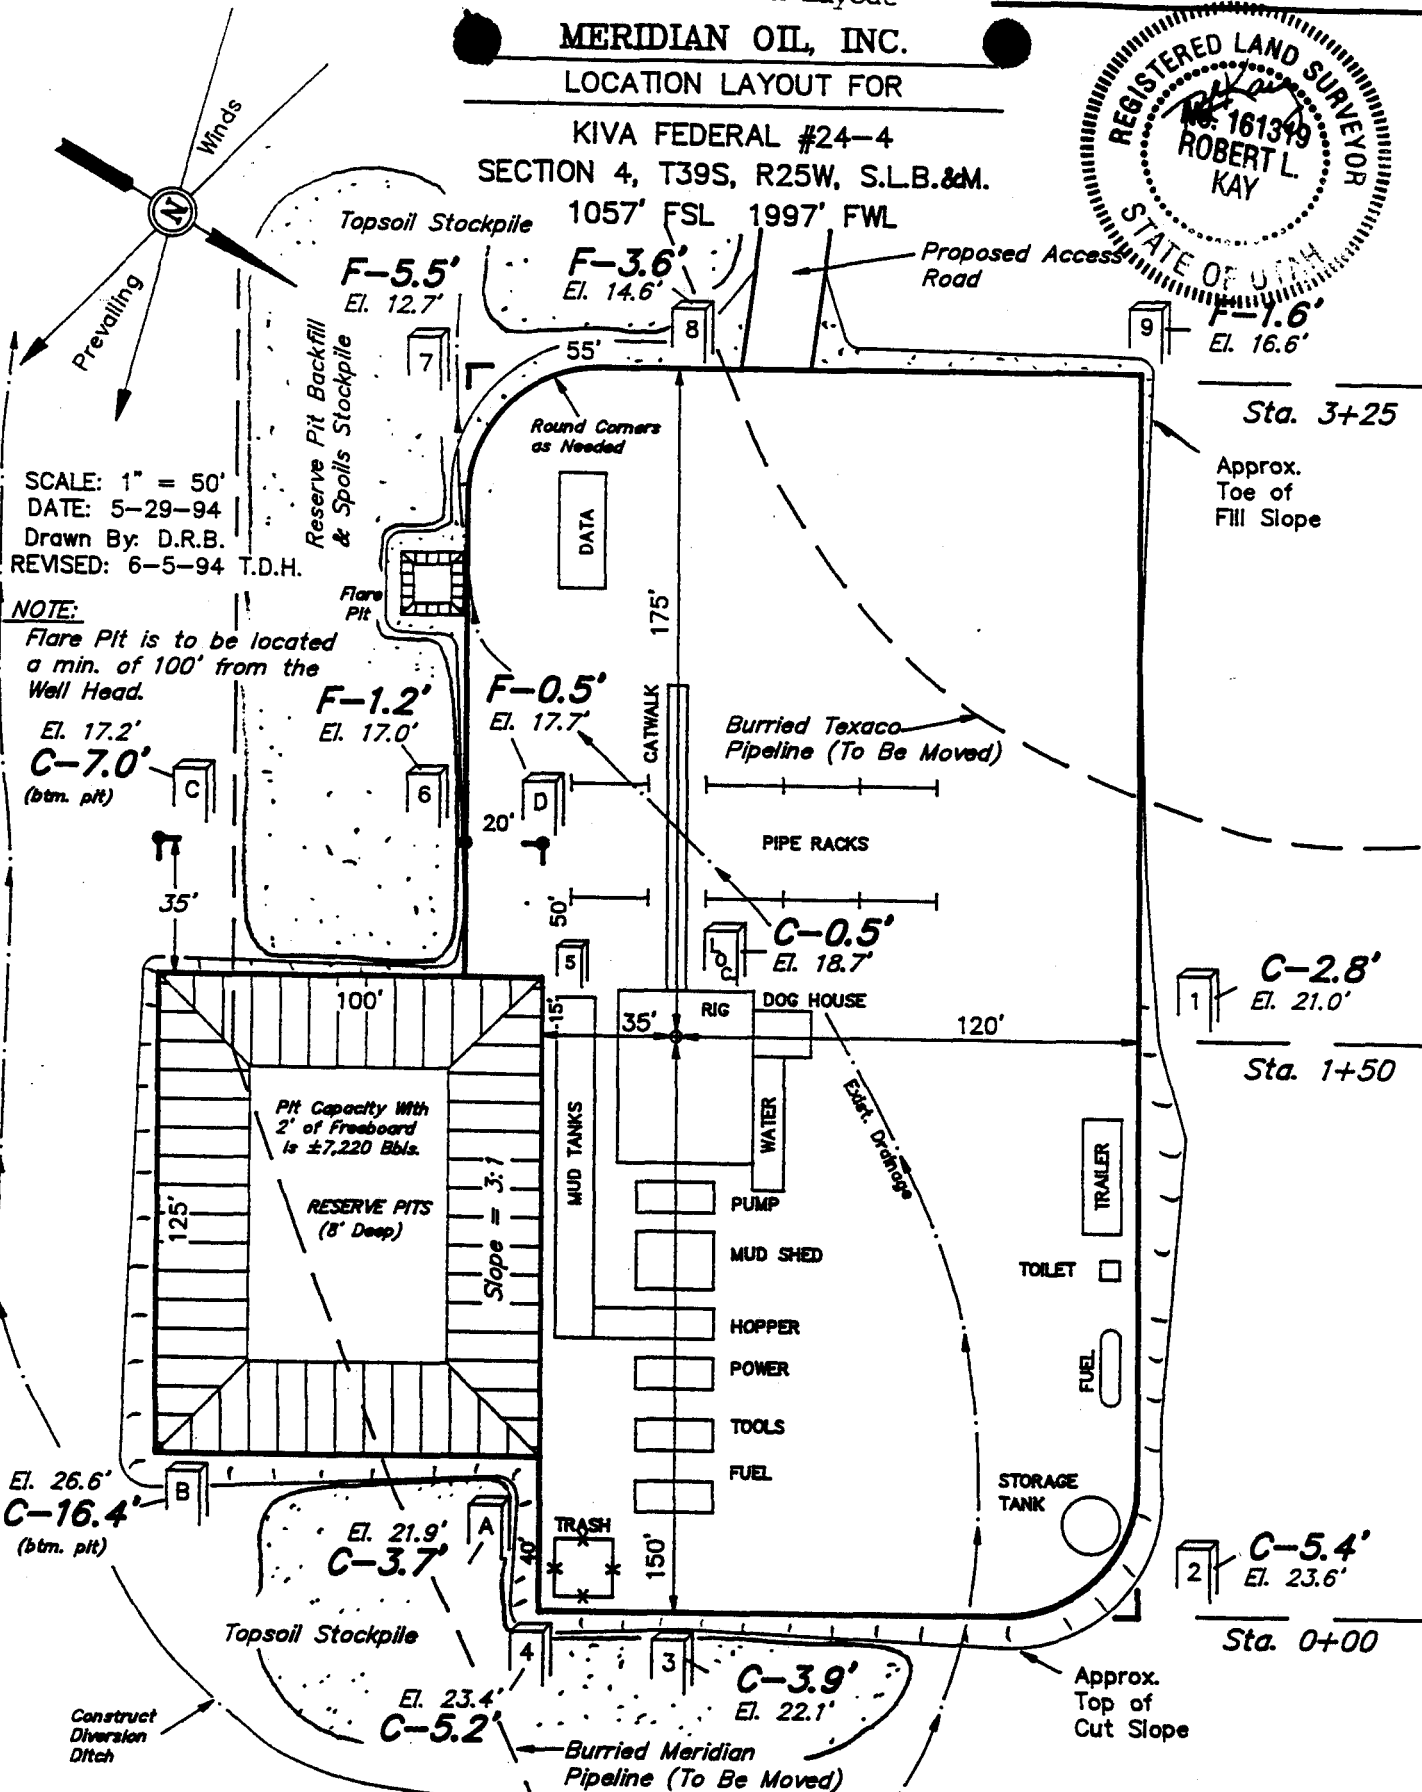 Layout
MERIDIAN OIL, INC.
LOCATION LAYOUT FOR
KIVA FEDERAL #24-4
SECTION 4, T39S, R25W, S.L.B.&M.
1057' FSL 1997' FWL
REGISTERED LAND SURVEYOR
No. 161319
ROBERT L.
KAY
STATE OF UTAH
Winds
N
Prevailing
Topsoil Stockpile
F-5.5'
El. 12.7'
7
F-3.6'
El. 14.6'
8
Proposed Access
Road
9
F-1.6'
El. 16.6'
Sta. 3+25
55'
Round Corners
as Needed
Reserve Pit Backfill
& Spoils Stockpile
Approx.
Toe of
Fill Slope
SCALE: 1" = 50'
DATE: 5-29-94
Drawn By: D.R.B.
REVISED: 6-5-94 T.D.H.
DATA
Flare
Pit
175'
NOTE:
Flare Pit is to be located
a min. of 100' from the
Well Head.
F-1.2'
El. 17.0'
6
F-0.5'
El. 17.7'
D
CATWALK
Burried Texaco
Pipeline (To Be Moved)
El. 17.2'
C-7.0'
(btm. pit)
C
20'
PIPE RACKS
35'
50'
5
LOC
C-0.5'
El. 18.7'
1
C-2.8'
El. 21.0'
Sta. 1+50
100'
15'
35'
RIG
DOG HOUSE
120'
Pit Capacity With
2' of Freeboard
is ±7,220 Bbls.
RESERVE PITS
(8' Deep)
125'
Slope = 3:1
MUD TANKS
WATER
Exist. Drainage
TRAILER
PUMP
MUD SHED
TOILET
HOPPER
POWER
FUEL
TOOLS
FUEL
STORAGE
TANK
El. 26.6'
C-16.4'
(btm. pit)
B
El. 21.9'
C-3.7'
A
40'
TRASH
150'
2
C-5.4'
El. 23.6'
Sta. 0+00
Topsoil Stockpile
4
3
El. 23.4'
C-5.2'
C-3.9'
El. 22.1'
Approx.
Top of
Cut Slope
Construct
Diversion
Ditch
Burried Meridian
Pipeline (To Be Moved)